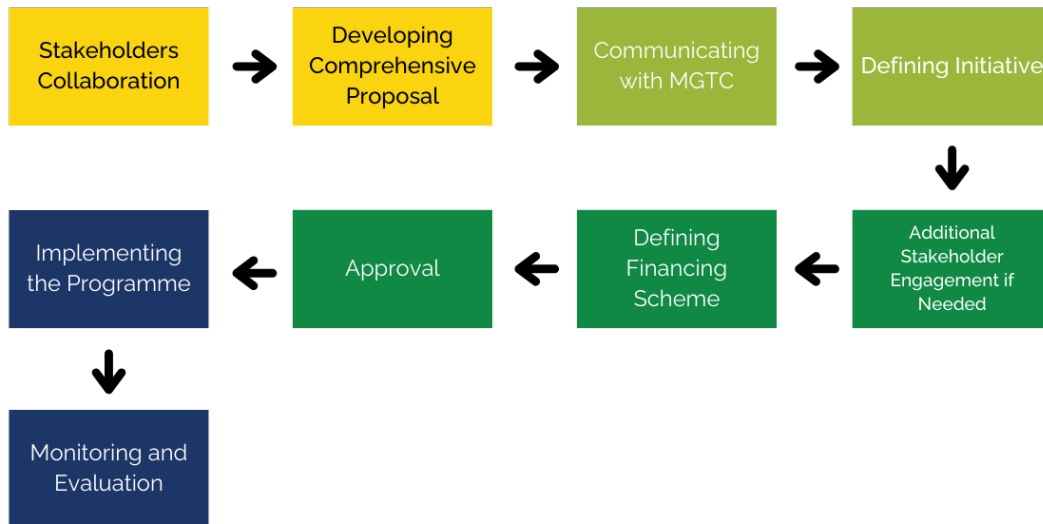 Stakeholders
Collaboration
Developing
Comprehensive
Proposal
Communicating
with MGTC
Defining Initiative
Additional
Stakeholder
Engagement if
Needed
Defining
Financing
Scheme
Approval
Implementing
the Programme
Monitoring and
Evaluation